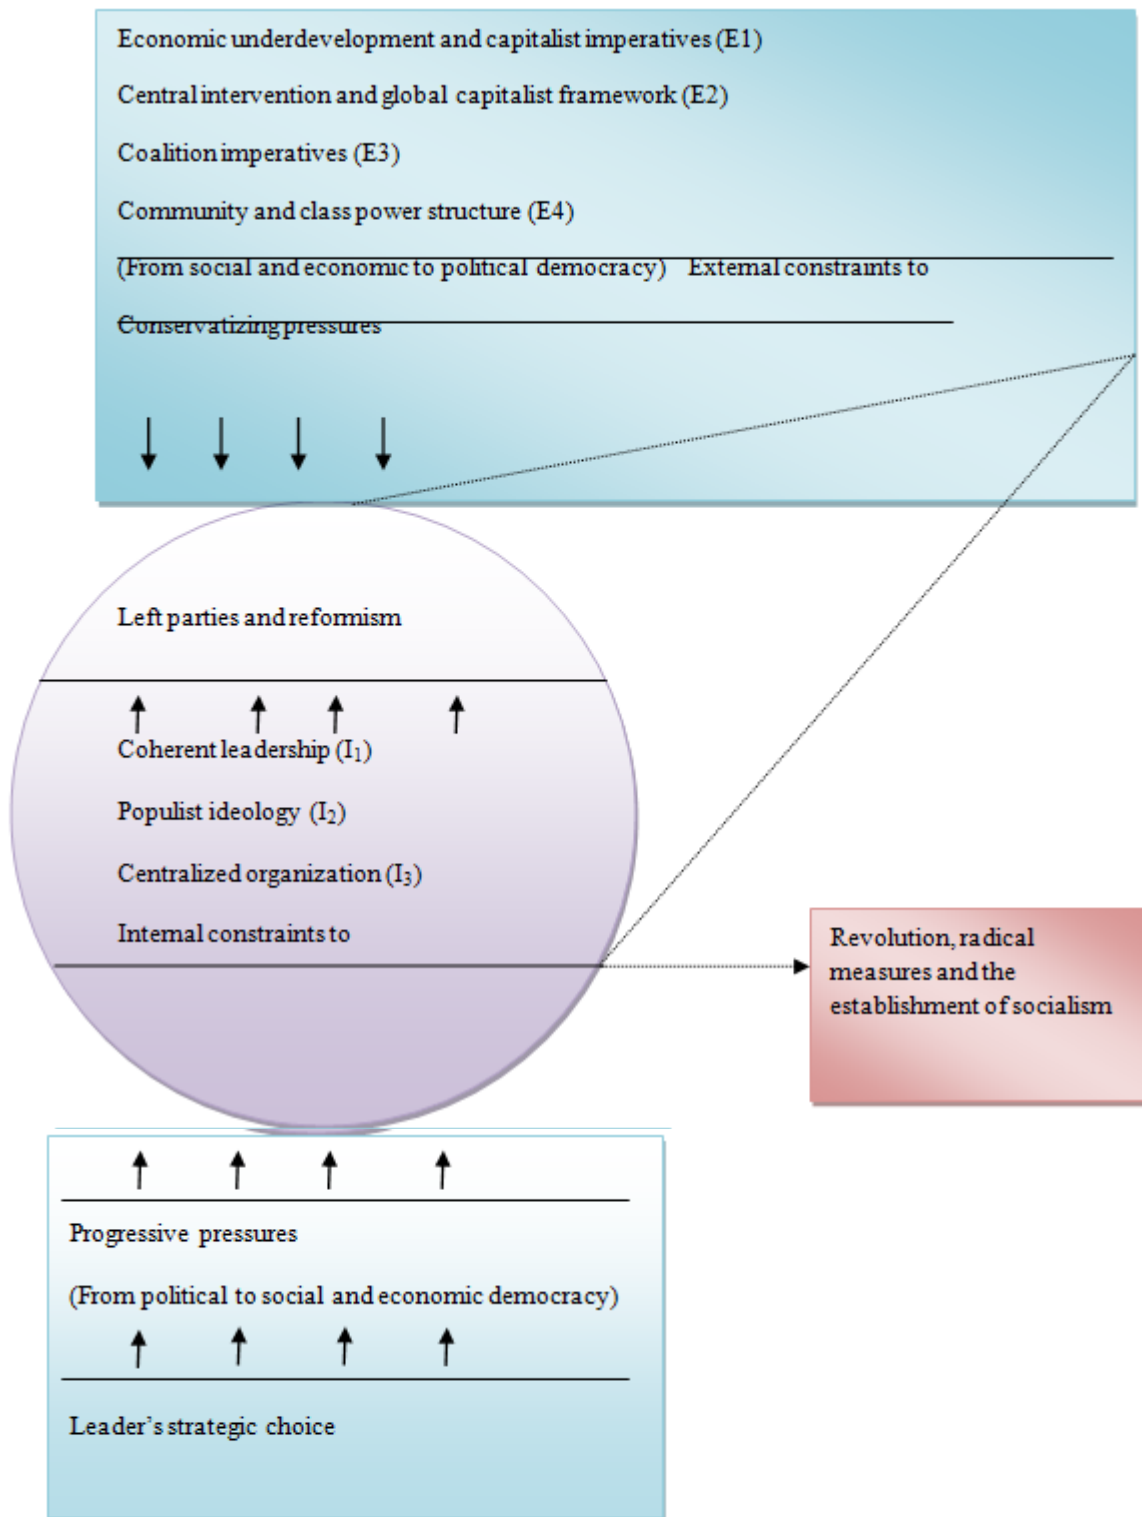 Economic underdevelopment and capitalist imperatives (E1)
Central intervention and global capitalist framework (E2)
Coalition imperatives (E3)
Community and class power structure (E4)
(From social and economic to political democracy) External constraints to
Conservatizing pressures
Left parties and reformism
Coherent leadership (I₁)
Populist ideology (I₂)
Centralized organization (I₃)
Internal constraints to
Revolution, radical
measures and the
establishment of socialism
Progressive pressures
(From political to social and economic democracy)
Leader’s strategic choice